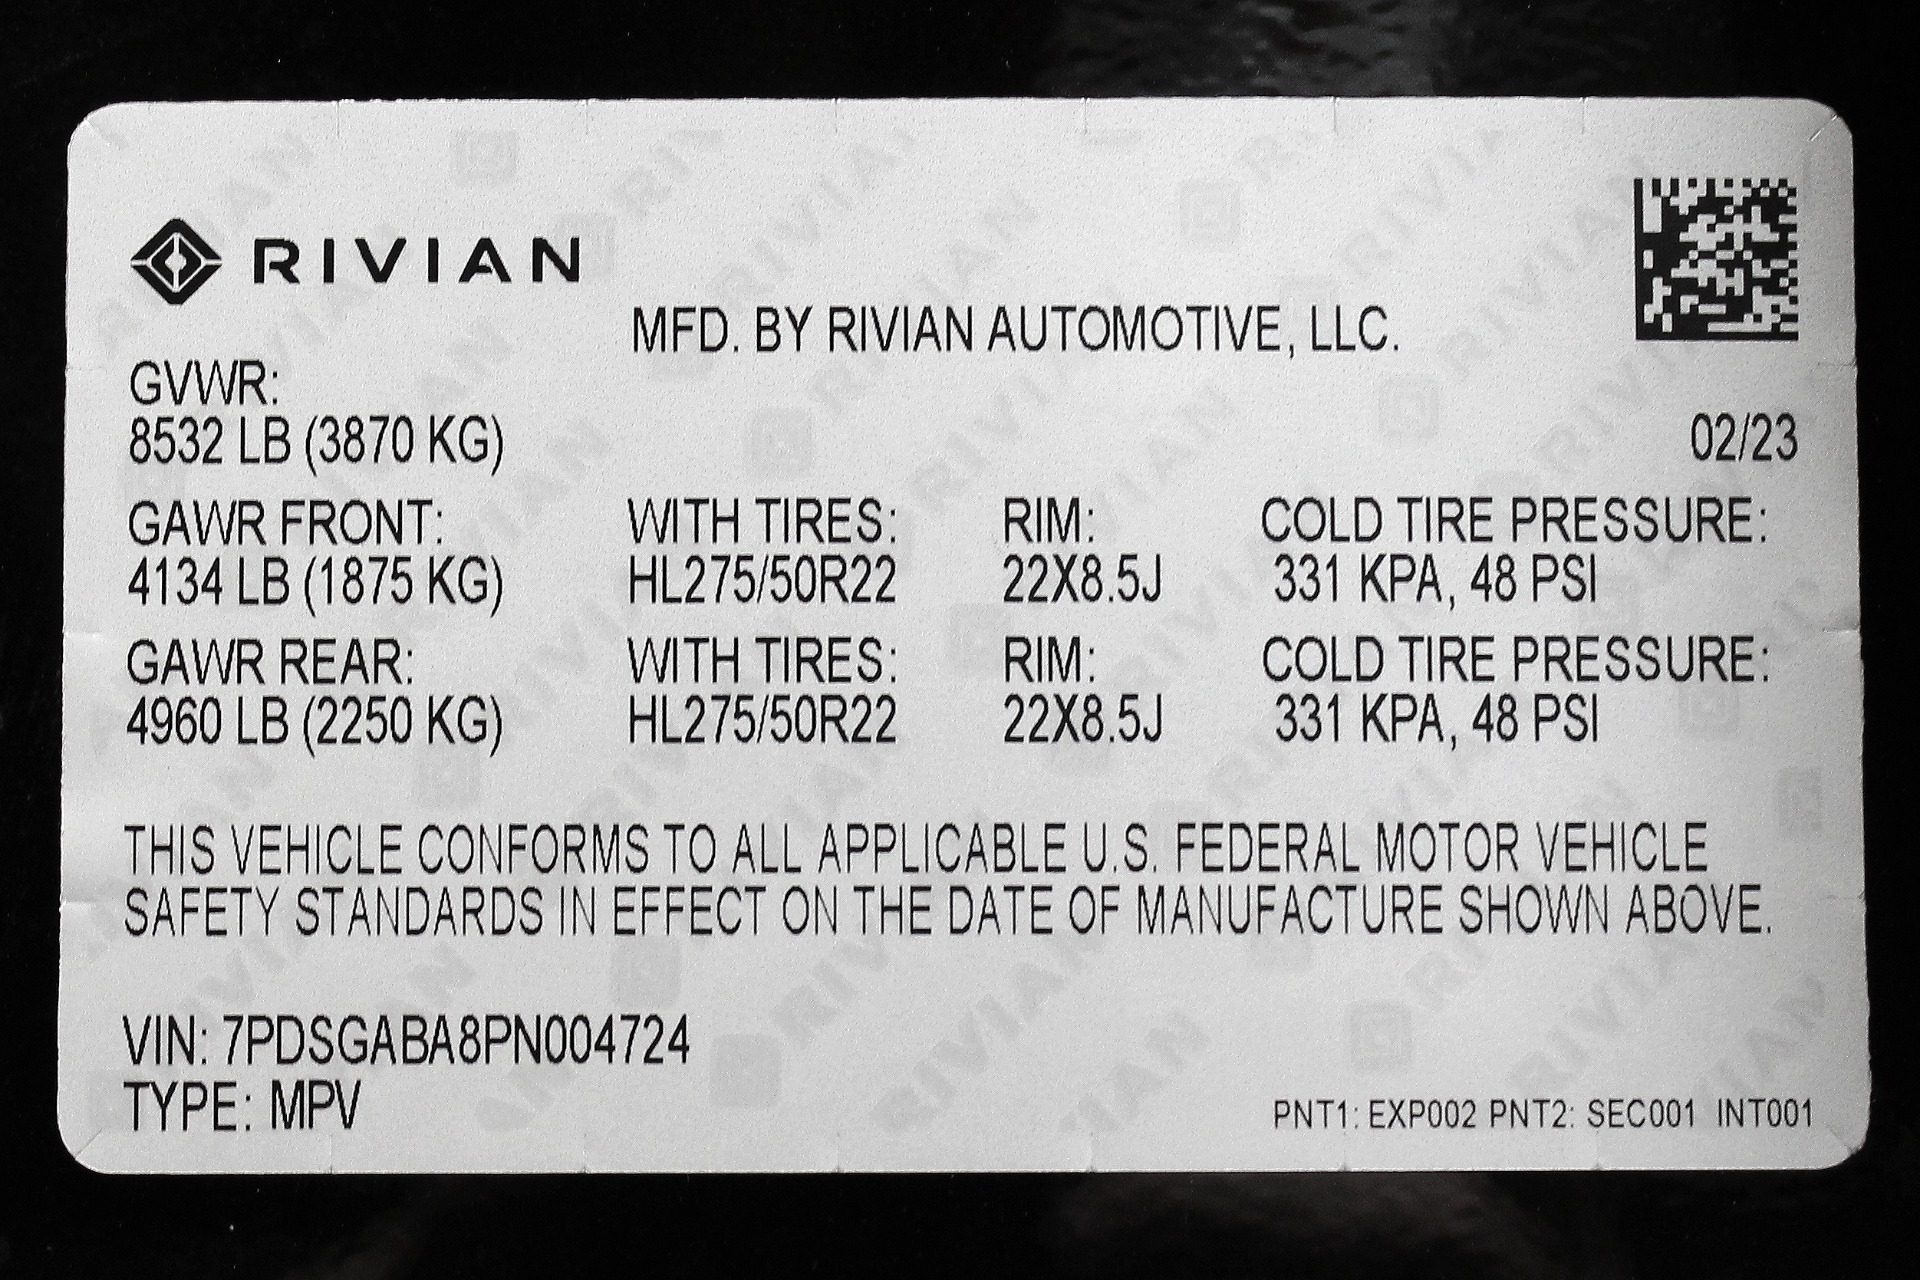 RIVIAN
MFD. BY RIVIAN AUTOMOTIVE, LLC.
GVWR:
8532 LB (3870 KG) 02/23
GAWR FRONT: WITH TIRES: RIM: COLD TIRE PRESSURE:
4134 LB (1875 KG) HL275/50R22 22X8.5J 331 KPA, 48 PSI
GAWR REAR: WITH TIRES: RIM: COLD TIRE PRESSURE:
4960 LB (2250 KG) HL275/50R22 22X8.5J 331 KPA, 48 PSI
THIS VEHICLE CONFORMS TO ALL APPLICABLE U.S. FEDERAL MOTOR VEHICLE
SAFETY STANDARDS IN EFFECT ON THE DATE OF MANUFACTURE SHOWN ABOVE.
VIN: 7PDSGABA8PN004724
TYPE: MPV
PNT1: EXP002 PNT2: SEC001 INT001